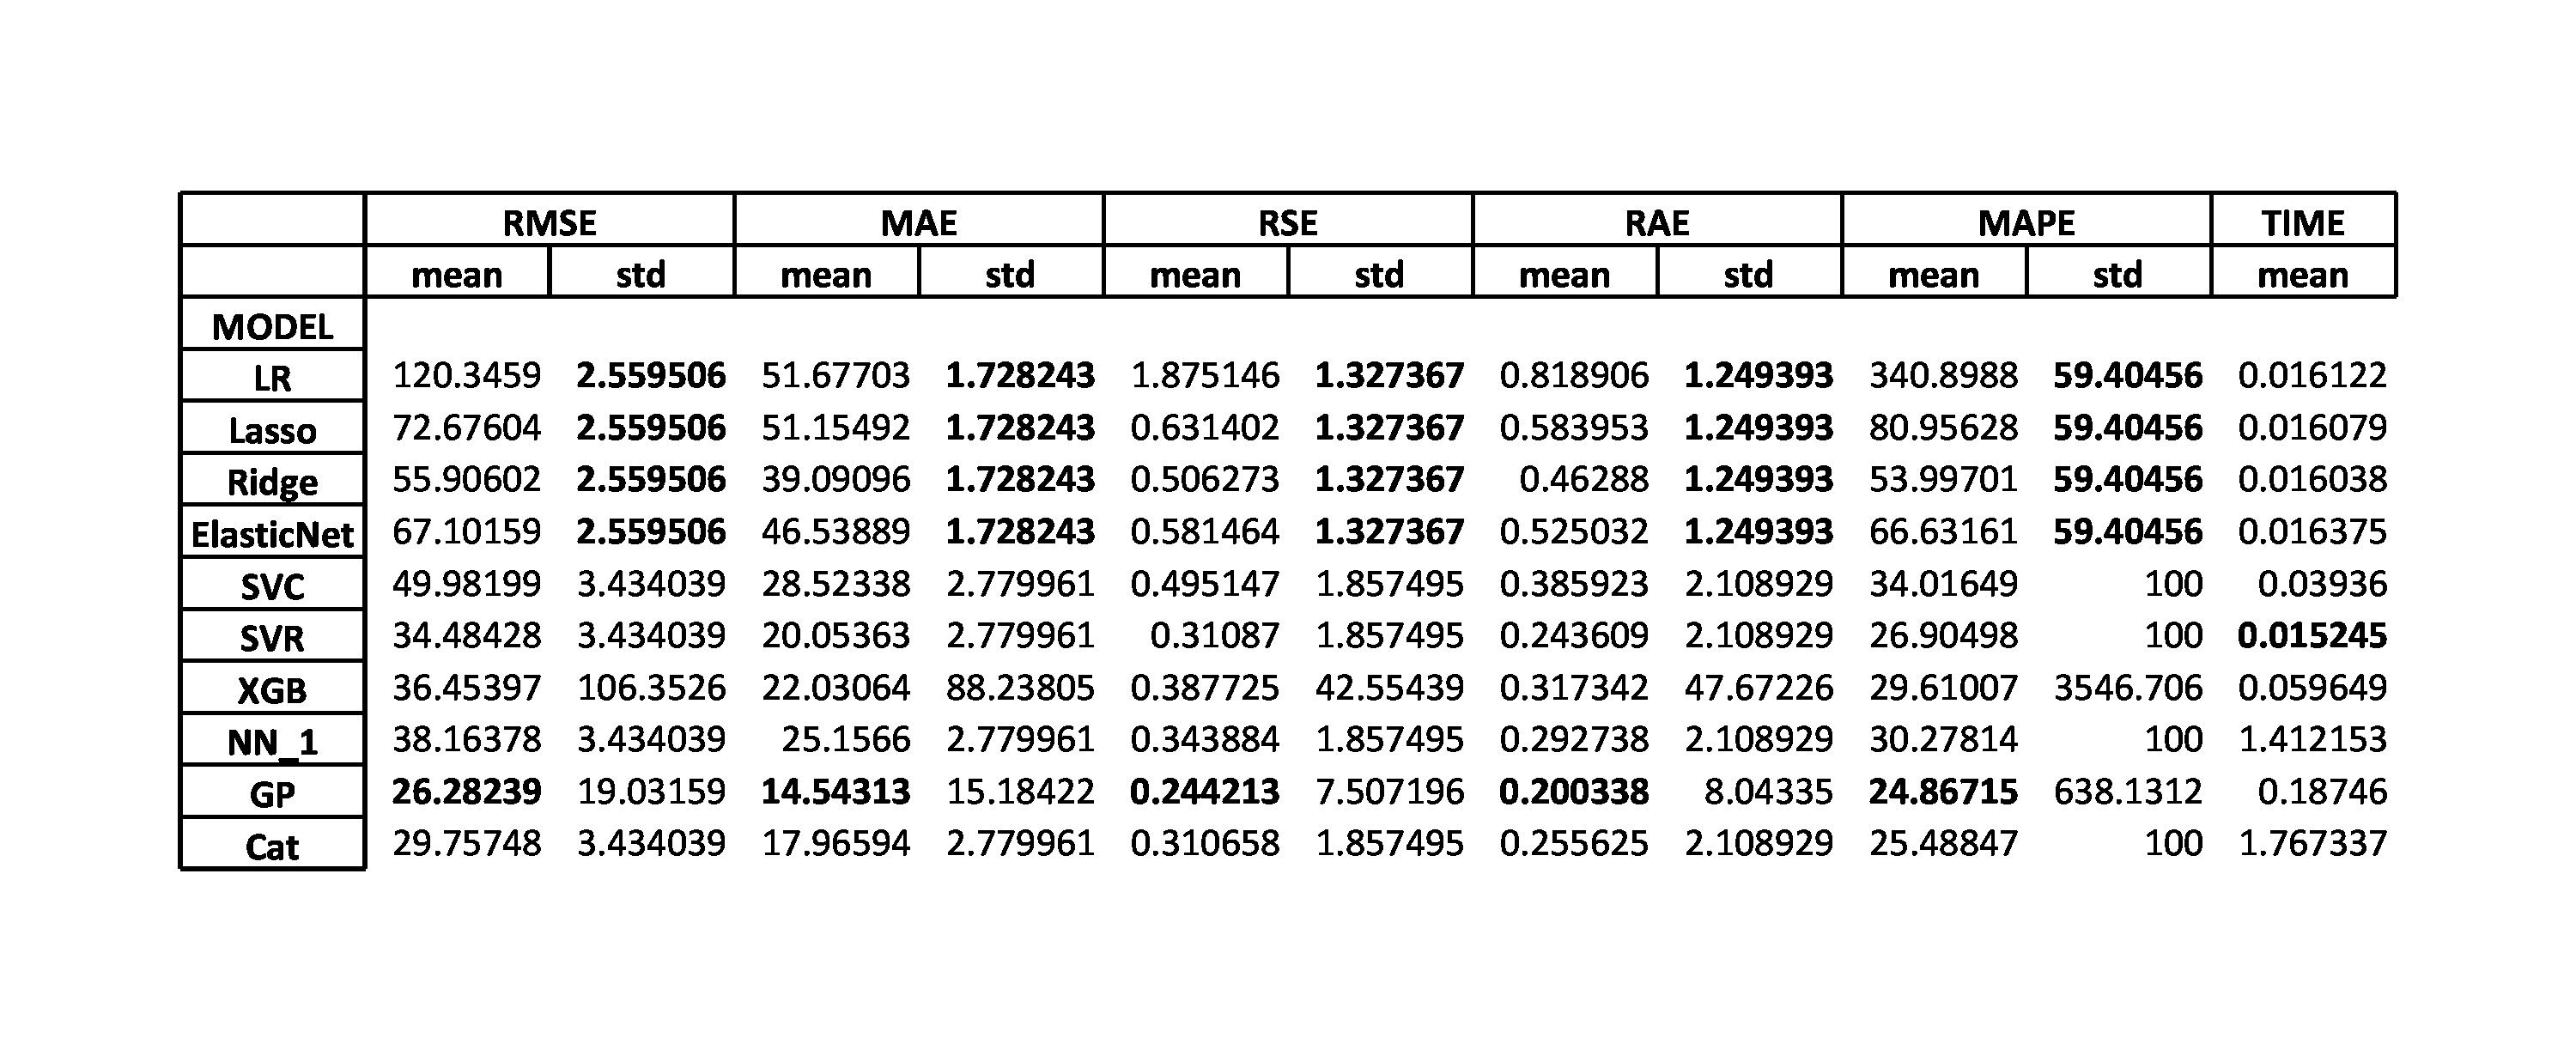 RMSE MAE RSE RAE MAPE TIME
mean std mean std mean std mean std mean std mean
MODEL
LR 120.3459 2.559506 51.67703 1.728243 1.875146 1.327367 0.818906 1.249393 340.8988 59.40456 0.016122
Lasso 72.67604 2.559506 51.15492 1.728243 0.631402 1.327367 0.583953 1.249393 80.95628 59.40456 0.016079
Ridge 55.90602 2.559506 39.09096 1.728243 0.506273 1.327367 0.46288 1.249393 53.99701 59.40456 0.016038
ElasticNet 67.10159 2.559506 46.53889 1.728243 0.581464 1.327367 0.525032 1.249393 66.63161 59.40456 0.016375
SVC 49.98199 3.434039 28.52338 2.779961 0.495147 1.857495 0.385923 2.108929 34.01649 100 0.03936
SVR 34.48428 3.434039 20.05363 2.779961 0.31087 1.857495 0.243609 2.108929 26.90498 100 0.015245
XGB 36.45397 106.3526 22.03064 88.23805 0.387725 42.55439 0.317342 47.67226 29.61007 3546.706 0.059649
NN_1 38.16378 3.434039 25.1566 2.779961 0.343884 1.857495 0.292738 2.108929 30.27814 100 1.412153
GP 26.28239 19.03159 14.54313 15.18422 0.244213 7.507196 0.200338 8.04335 24.86715 638.1312 0.18746
Cat 29.75748 3.434039 17.96594 2.779961 0.310658 1.857495 0.255625 2.108929 25.48847 100 1.767337